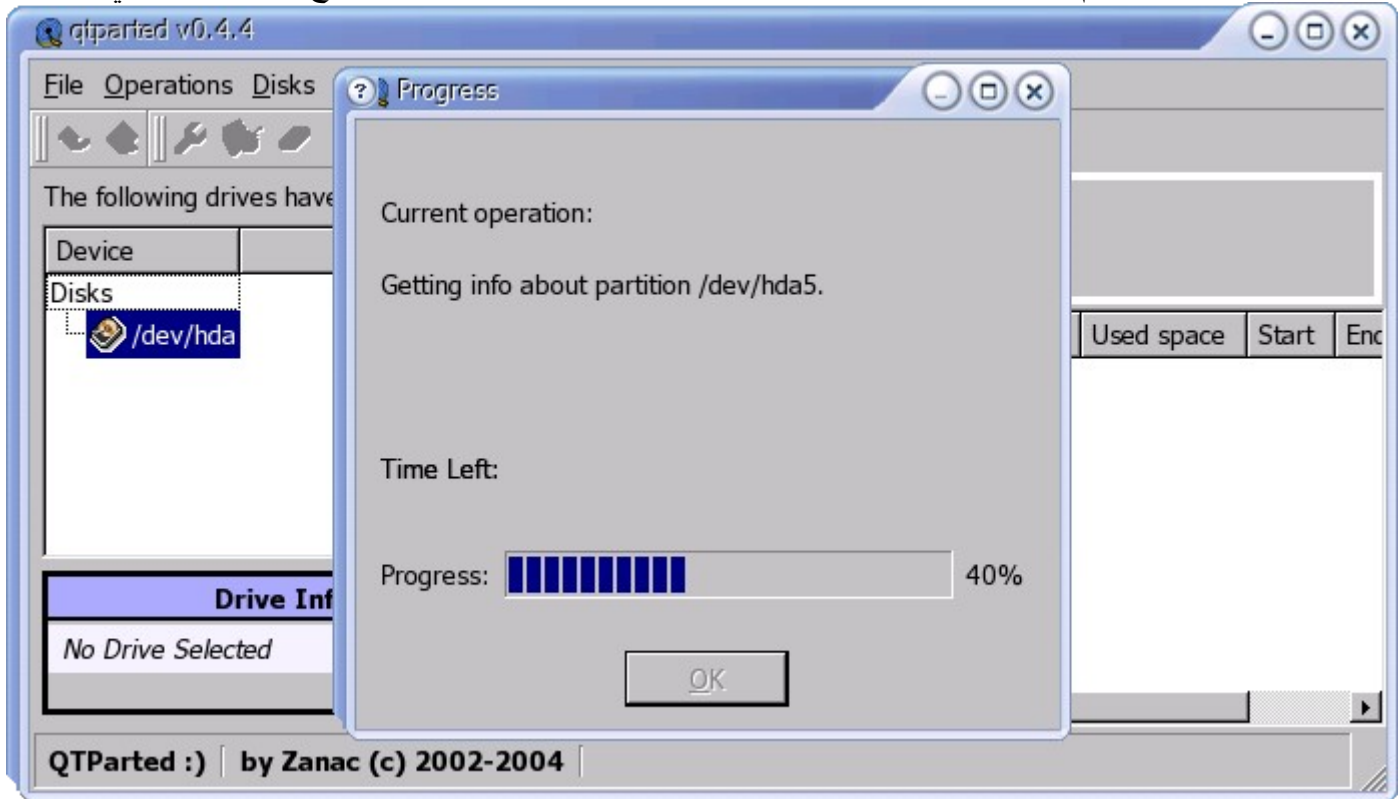 qtparted v0.4.4
File Operations Disks
Progress
The following drives have
Current operation:
Device
Disks
Getting info about partition /dev/hda5.
/dev/hda
Used space Start End
Time Left:
Progress: 40%
Drive Inf
No Drive Selected
OK
QTParted :) by Zanac (c) 2002-2004